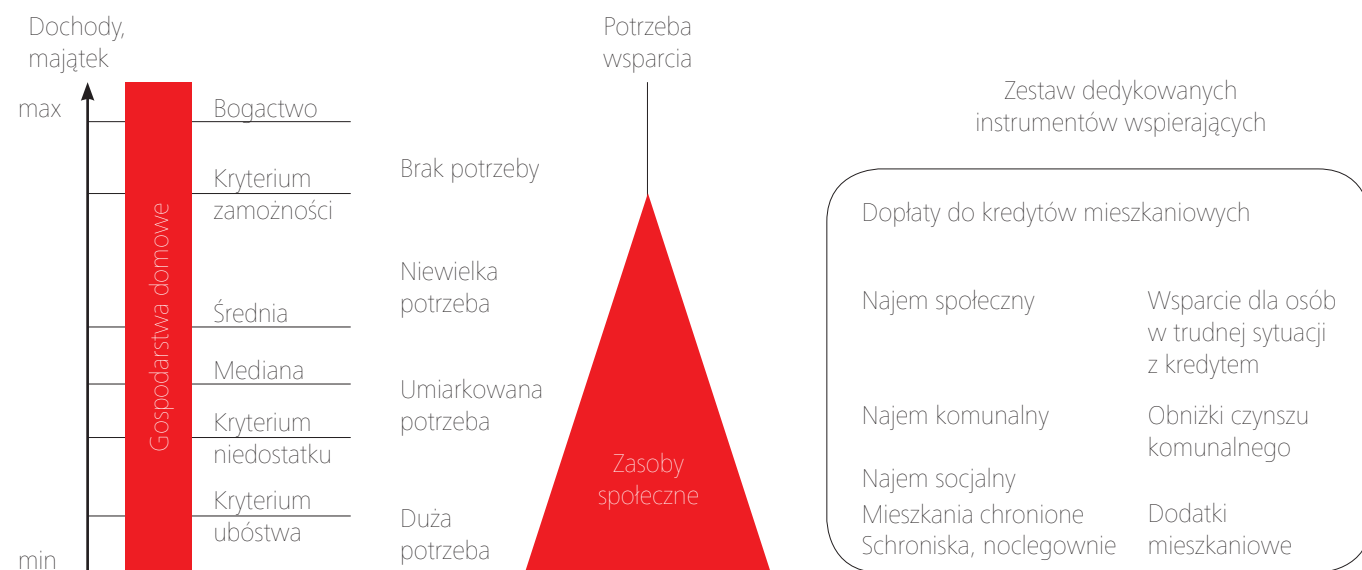 Dochody,
majątek
max
min
Gospodarstwa domowe
Bogactwo
Kryterium
zamożności
Średnia
Mediana
Kryterium
niedostatku
Kryterium
ubóstwa
Brak potrzeby
Niewielka
potrzeba
Umiarkowana
potrzeba
Duża
potrzeba
Potrzeba
wsparcia
Zasoby
społeczne
Zestaw dedykowanych
instrumentów wspierających
Dopłaty do kredytów mieszkaniowych
Najem społeczny
Wsparcie dla osób
w trudnej sytuacji
z kredytem
Najem komunalny
Obniżki czynszu
komunalnego
Najem socjalny
Mieszkania chronione
Schroniska, noclegownie
Dodatki
mieszkaniowe